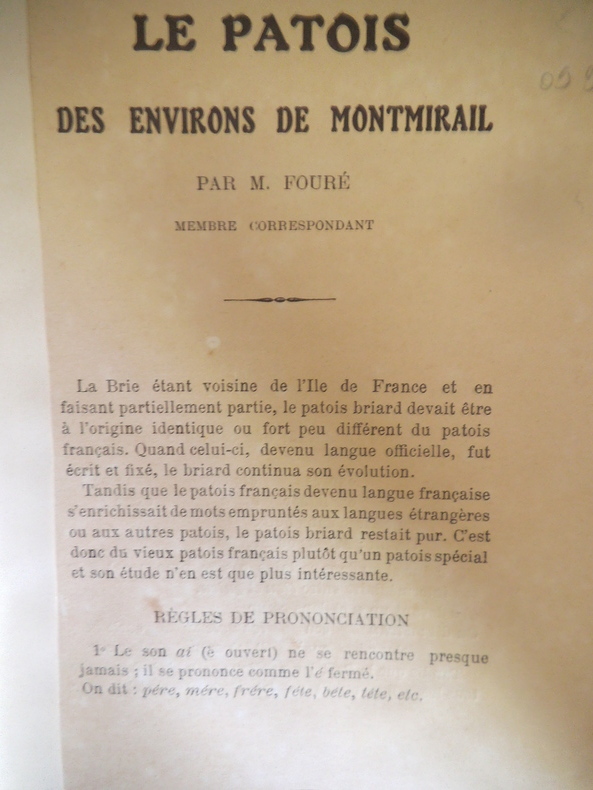 LE PATOIS
DES ENVIRONS DE MONTMIRAIL
PAR M. FOURÉ
MEMBRE CORRESPONDANT
La Brie étant voisine de l'Ile de France et en
faisant partiellement partie, le patois briard devait être
à l'origine identique ou fort peu différent du patois
français. Quand celui-ci, devenu langue officielle, fut
écrit et fixé, le briard continua son évolution.
Tandis que le patois français devenu langue française
s'enrichissait de mots empruntés aux langues étrangères
ou aux autres patois, le patois briard restait pur. C'est
donc du vieux patois français plutôt qu'un patois spécial
et son étude n'en est que plus intéressante.
RÈGLES DE PRONONCIATION
1° Le son ai (è ouvert) ne se rencontre presque
jamais ; il se prononce comme l'é fermé.
On dit : pére, mére, frére, féte, béte, téte, etc.